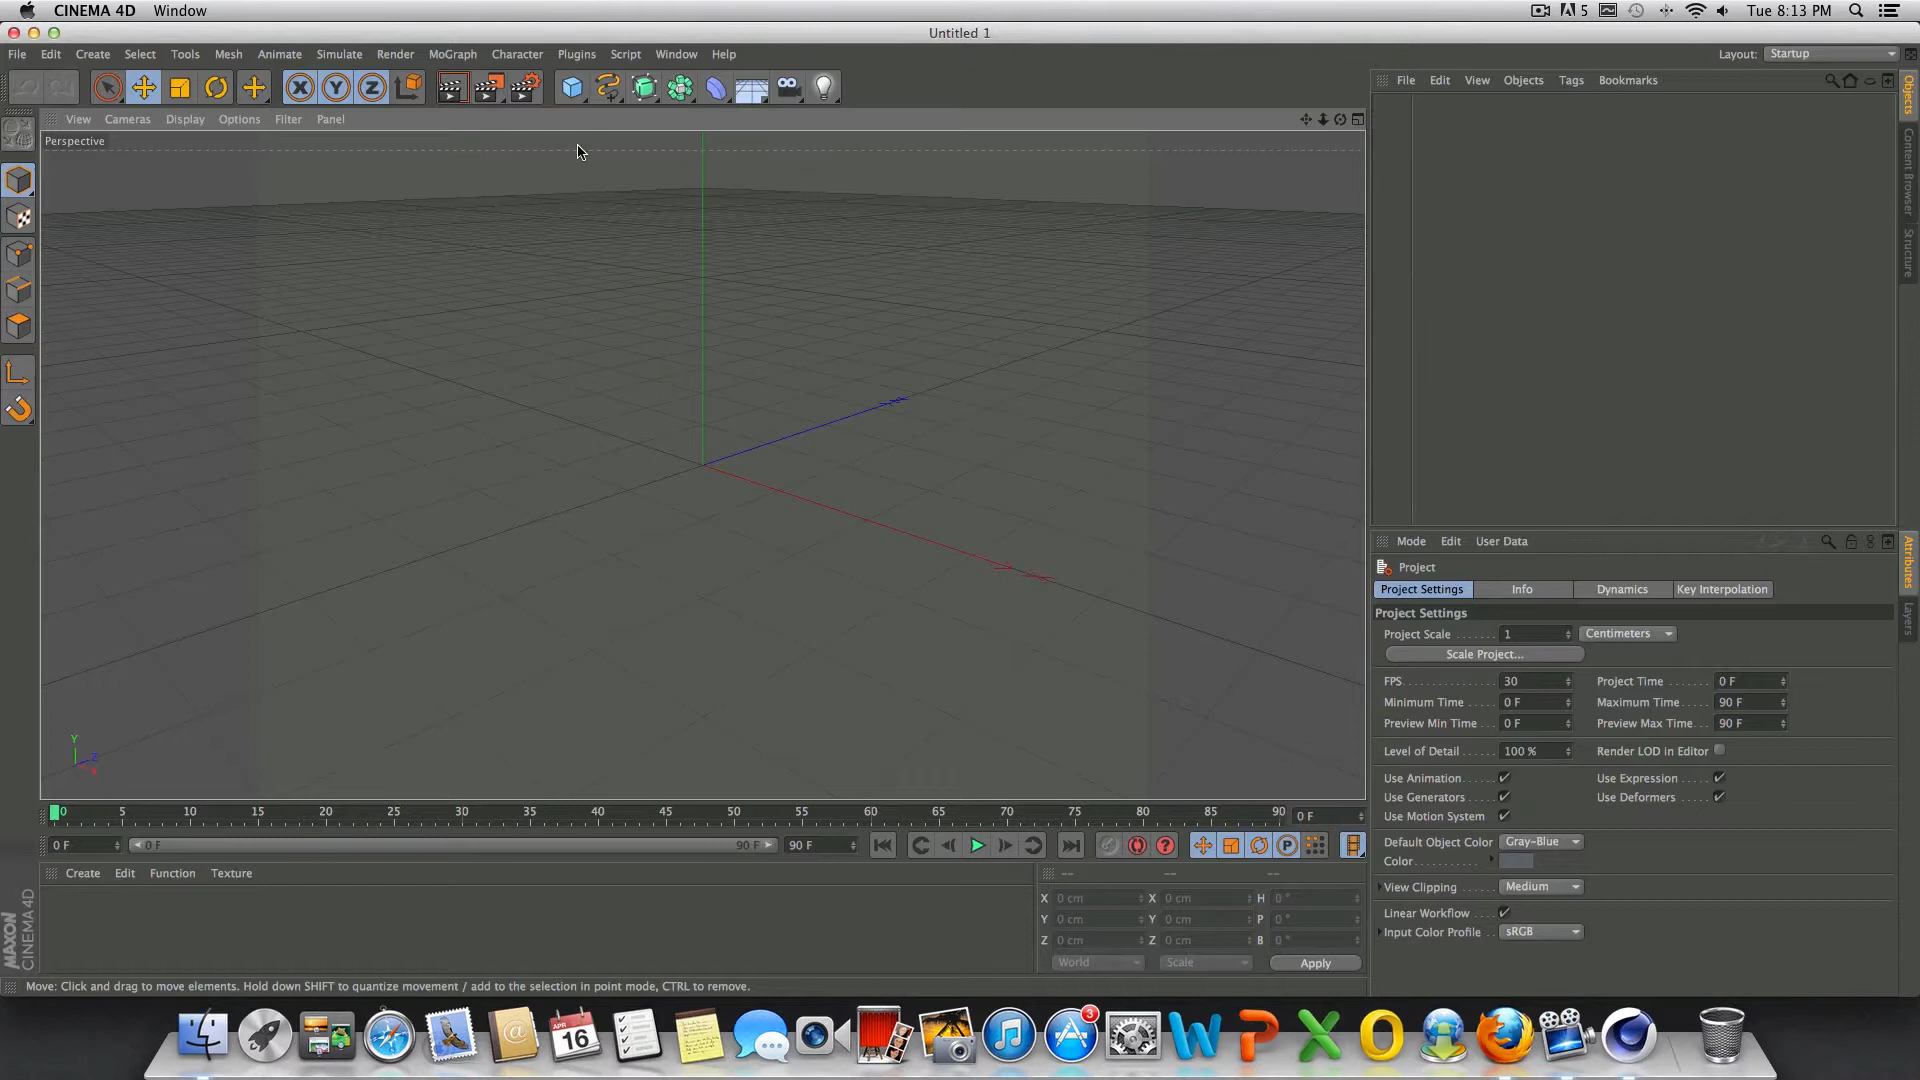 CINEMA 4D Window
5 Tue 8:13 PM
Untitled 1
File Edit Create Select Tools Mesh Animate Simulate Render MoGraph Character Plugins Script Window Help
Layout: Startup
X Y Z
File Edit View Objects Tags Bookmarks
View Cameras Display Options Filter Panel
Perspective
Objects
Content Browser
Structure
Mode Edit User Data
Project
Project Settings Info Dynamics Key Interpolation
Project Settings
Project Scale 1 Centimeters
Scale Project...
FPS 30 Project Time 0 F
Minimum Time 0 F Maximum Time 90 F
Preview Min Time 0 F Preview Max Time 90 F
Level of Detail 100 % Render LOD in Editor
Use Animation Use Expression
Use Generators Use Deformers
Use Motion System
Default Object Color Gray-Blue
Color
View Clipping Medium
Linear Workflow
Input Color Profile sRGB
Attributes
Layers
Y
Z
X
0 5 10 15 20 25 30 35 40 45 50 55 60 65 70 75 80 85 90 0 F
0 F 0 F 90 F 90 F
P
Create Edit Function Texture
-- -- --
X 0 cm X 0 cm H 0 °
Y 0 cm Y 0 cm P 0 °
Z 0 cm Z 0 cm B 0 °
World Scale Apply
MAXON
CINEMA 4D
Move: Click and drag to move elements. Hold down SHIFT to quantize movement / add to the selection in point mode, CTRL to remove.
@
APR
16
3
W P X O